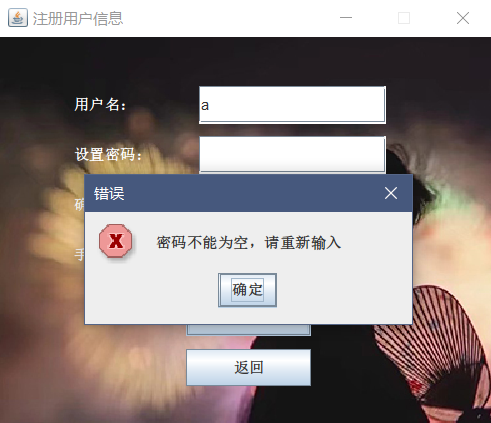 注册用户信息
用户名：
a
设置密码：
错误
密码不能为空，请重新输入
确定
返回